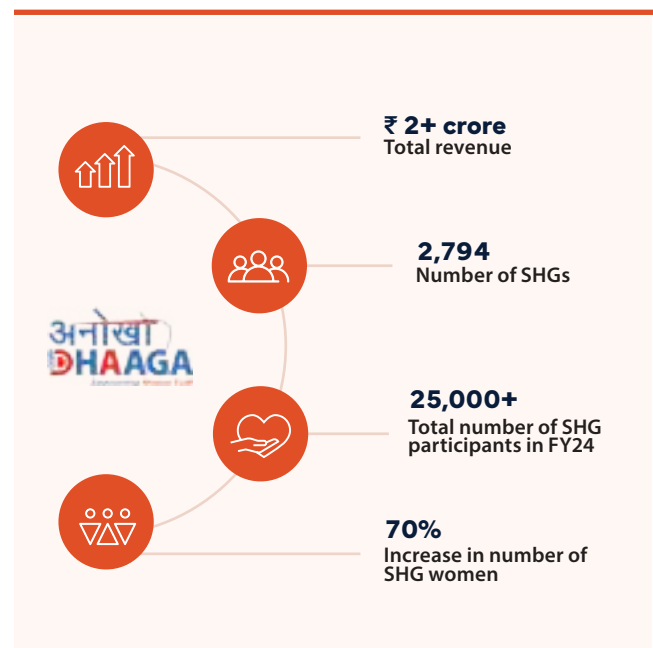 ₹ 2+ crore
Total revenue
2,794
Number of SHGs
अनोखो
DHAAGA
25,000+
Total number of SHG
participants in FY24
70%
Increase in number of
SHG women